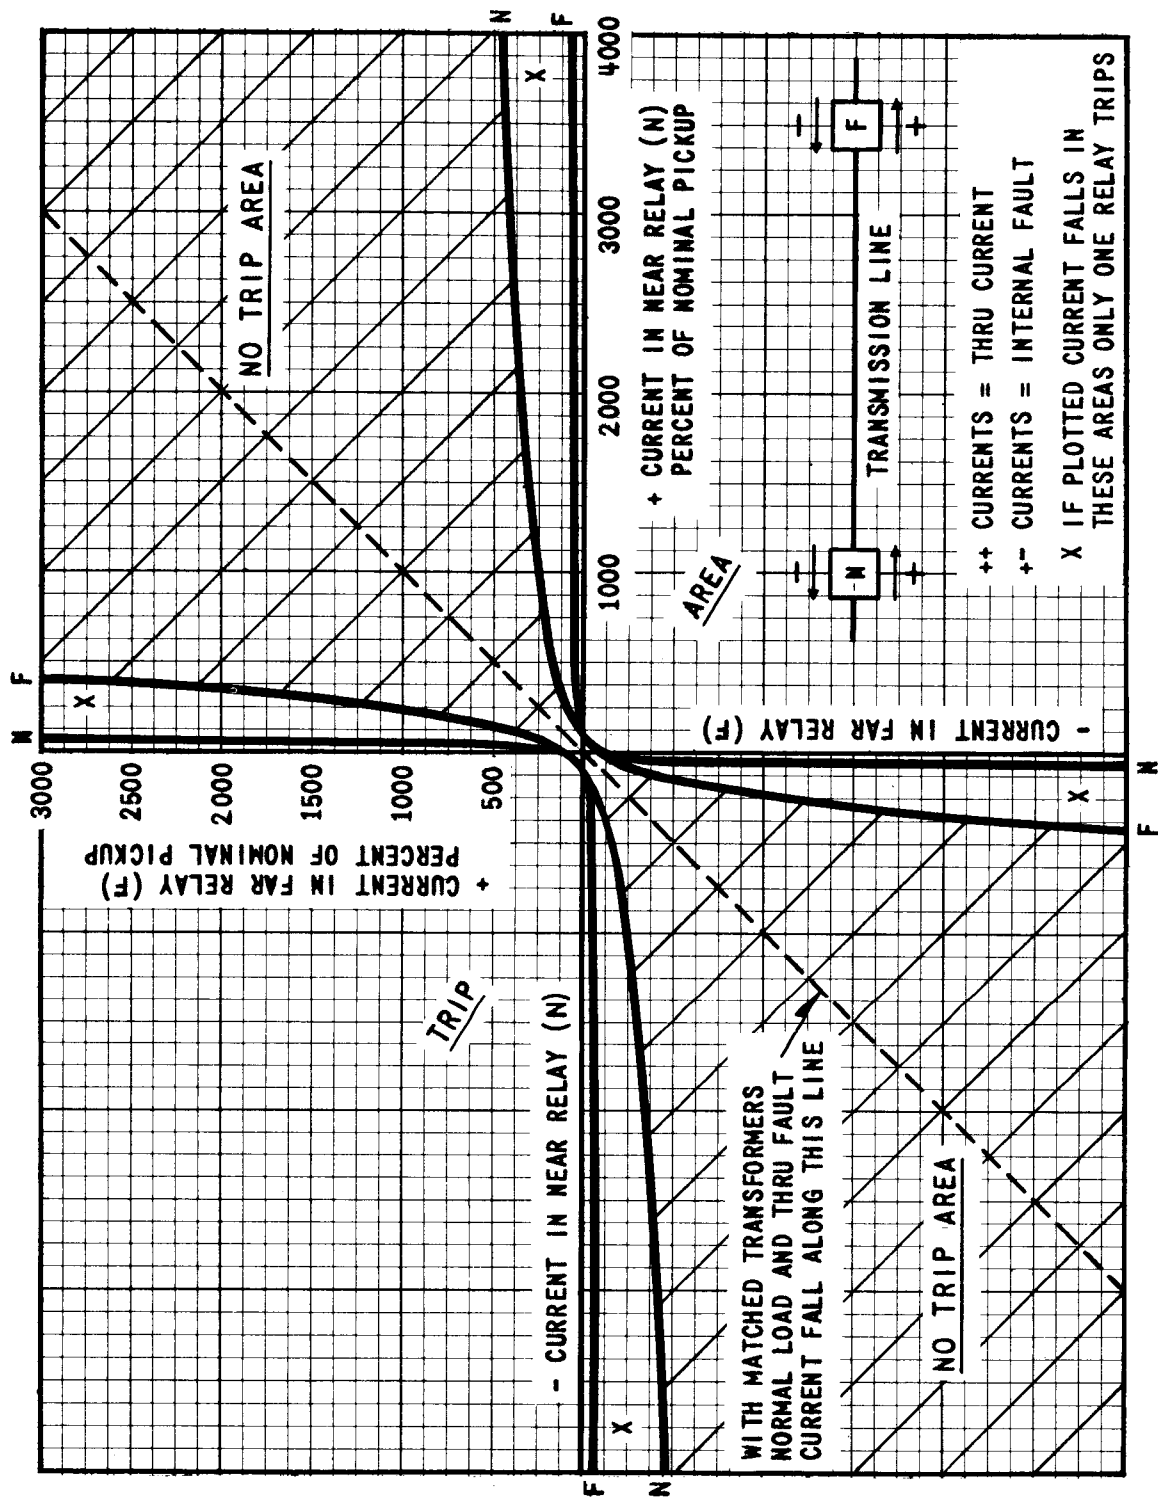 N
F
4000
3000
2000
1000
+ CURRENT IN NEAR RELAY (N)
PERCENT OF NOMINAL PICKUP
NO TRIP AREA
X
X
F
N
3000
2500
2000
1500
1000
500
+ CURRENT IN FAR RELAY (F)
PERCENT OF NOMINAL PICKUP
TRIP
AREA
- CURRENT IN NEAR RELAY (N)
- CURRENT IN FAR RELAY (F)
X
X
F
N
N
F
WITH MATCHED TRANSFORMERS
NORMAL LOAD AND THRU FAULT
CURRENT FALL ALONG THIS LINE
NO TRIP AREA
-
N
+
-
F
+
TRANSMISSION LINE
++ CURRENTS = THRU CURRENT
+- CURRENTS = INTERNAL FAULT
X IF PLOTTED CURRENT FALLS IN
THESE AREAS ONLY ONE RELAY TRIPS